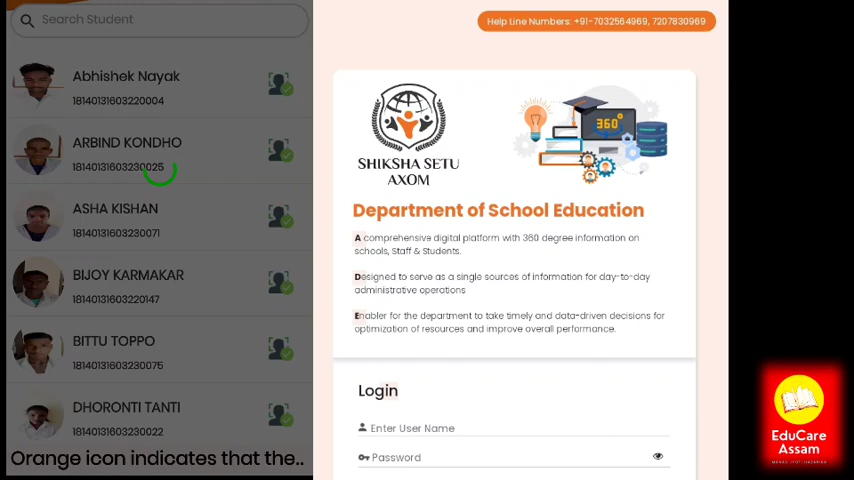 Search Student
Abhishek Nayak
18140131603220004
ARBIND KONDHO
18140131603230025
ASHA KISHAN
18140131603230071
BIJOY KARMAKAR
18140131603220147
BITTU TOPPO
18140131603230075
DHORONTI TANTI
18140131603230022
Orange icon indicates that the..
Help Line Numbers: +91-7032564969, 7207830969
SHIKSHA SETU
AXOM
360°
Department of School Education
A comprehensive digital platform with 360 degree information on
schools, Staff & Students.
Designed to serve as a single sources of information for day-to-day
administrative operations
Enabler for the department to take timely and data-driven decisions for
optimization of resources and improve overall performance.
Login
Enter User Name
Password
EduCare
Assam